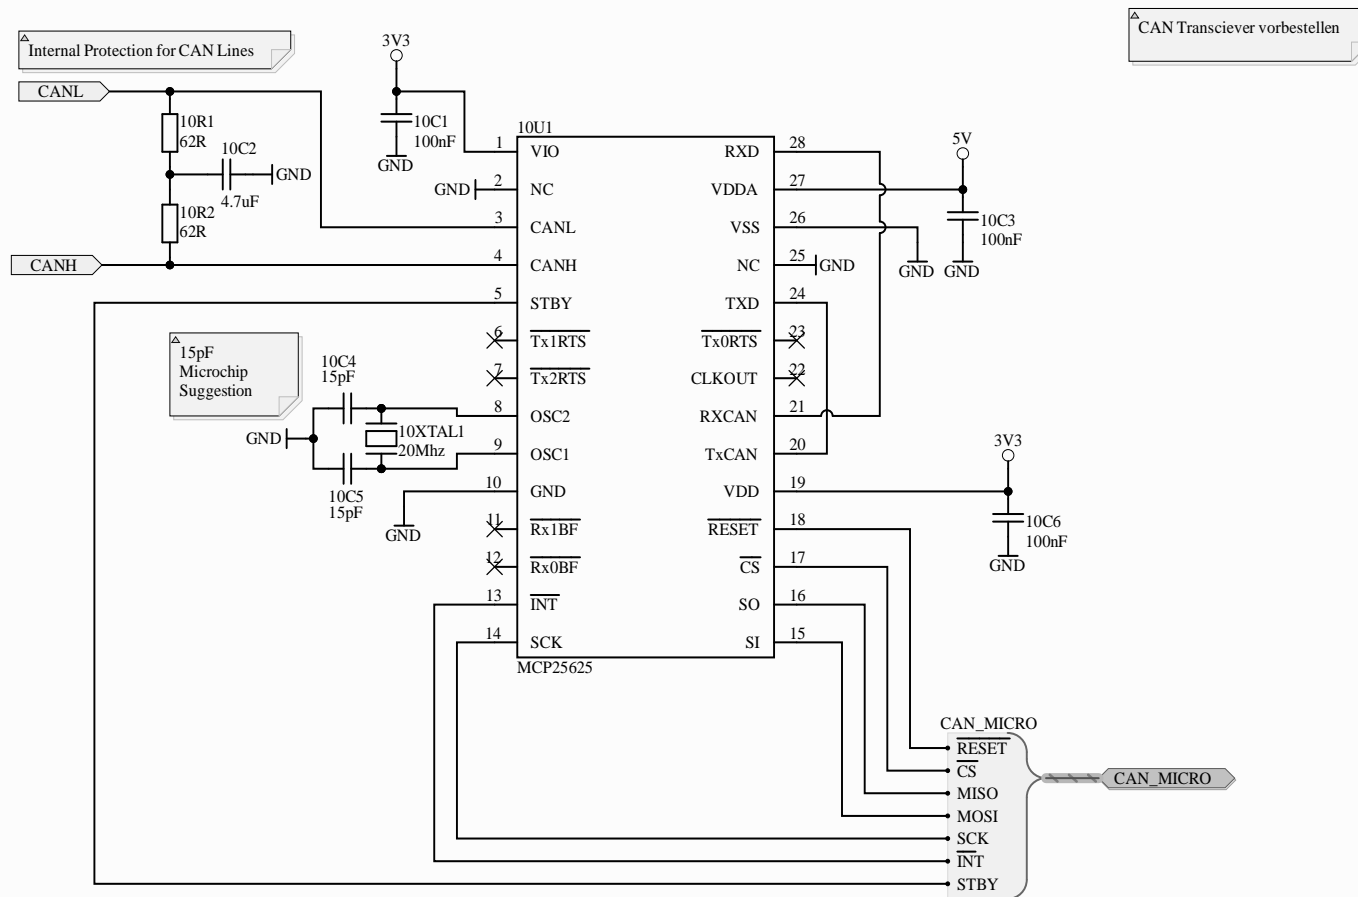 Internal Protection for CAN Lines
CAN Transciever vorbestellen
3V3
CANL
10R1
62R
10C2
4.7uF
GND
10R2
62R
CANH
10C1
100nF
GND
10U1
1
VIO
GND
2
NC
3
CANL
4
CANH
5
STBY
6
Tx1RTS
7
Tx2RTS
8
OSC2
9
OSC1
10
GND
11
Rx1BF
12
Rx0BF
13
INT
14
SCK
28
RXD
27
VDDA
26
VSS
25
NC
GND
24
TXD
23
Tx0RTS
22
CLKOUT
21
RXCAN
20
TxCAN
19
VDD
18
RESET
17
CS
16
SO
15
SI
MCP25625
5V
10C3
100nF
GND
GND
15pF
Microchip
Suggestion
10C4
15pF
GND
10XTAL1
20Mhz
10C5
15pF
GND
3V3
10C6
100nF
GND
CAN_MICRO
RESET
CS
MISO
MOSI
SCK
INT
STBY
CAN_MICRO